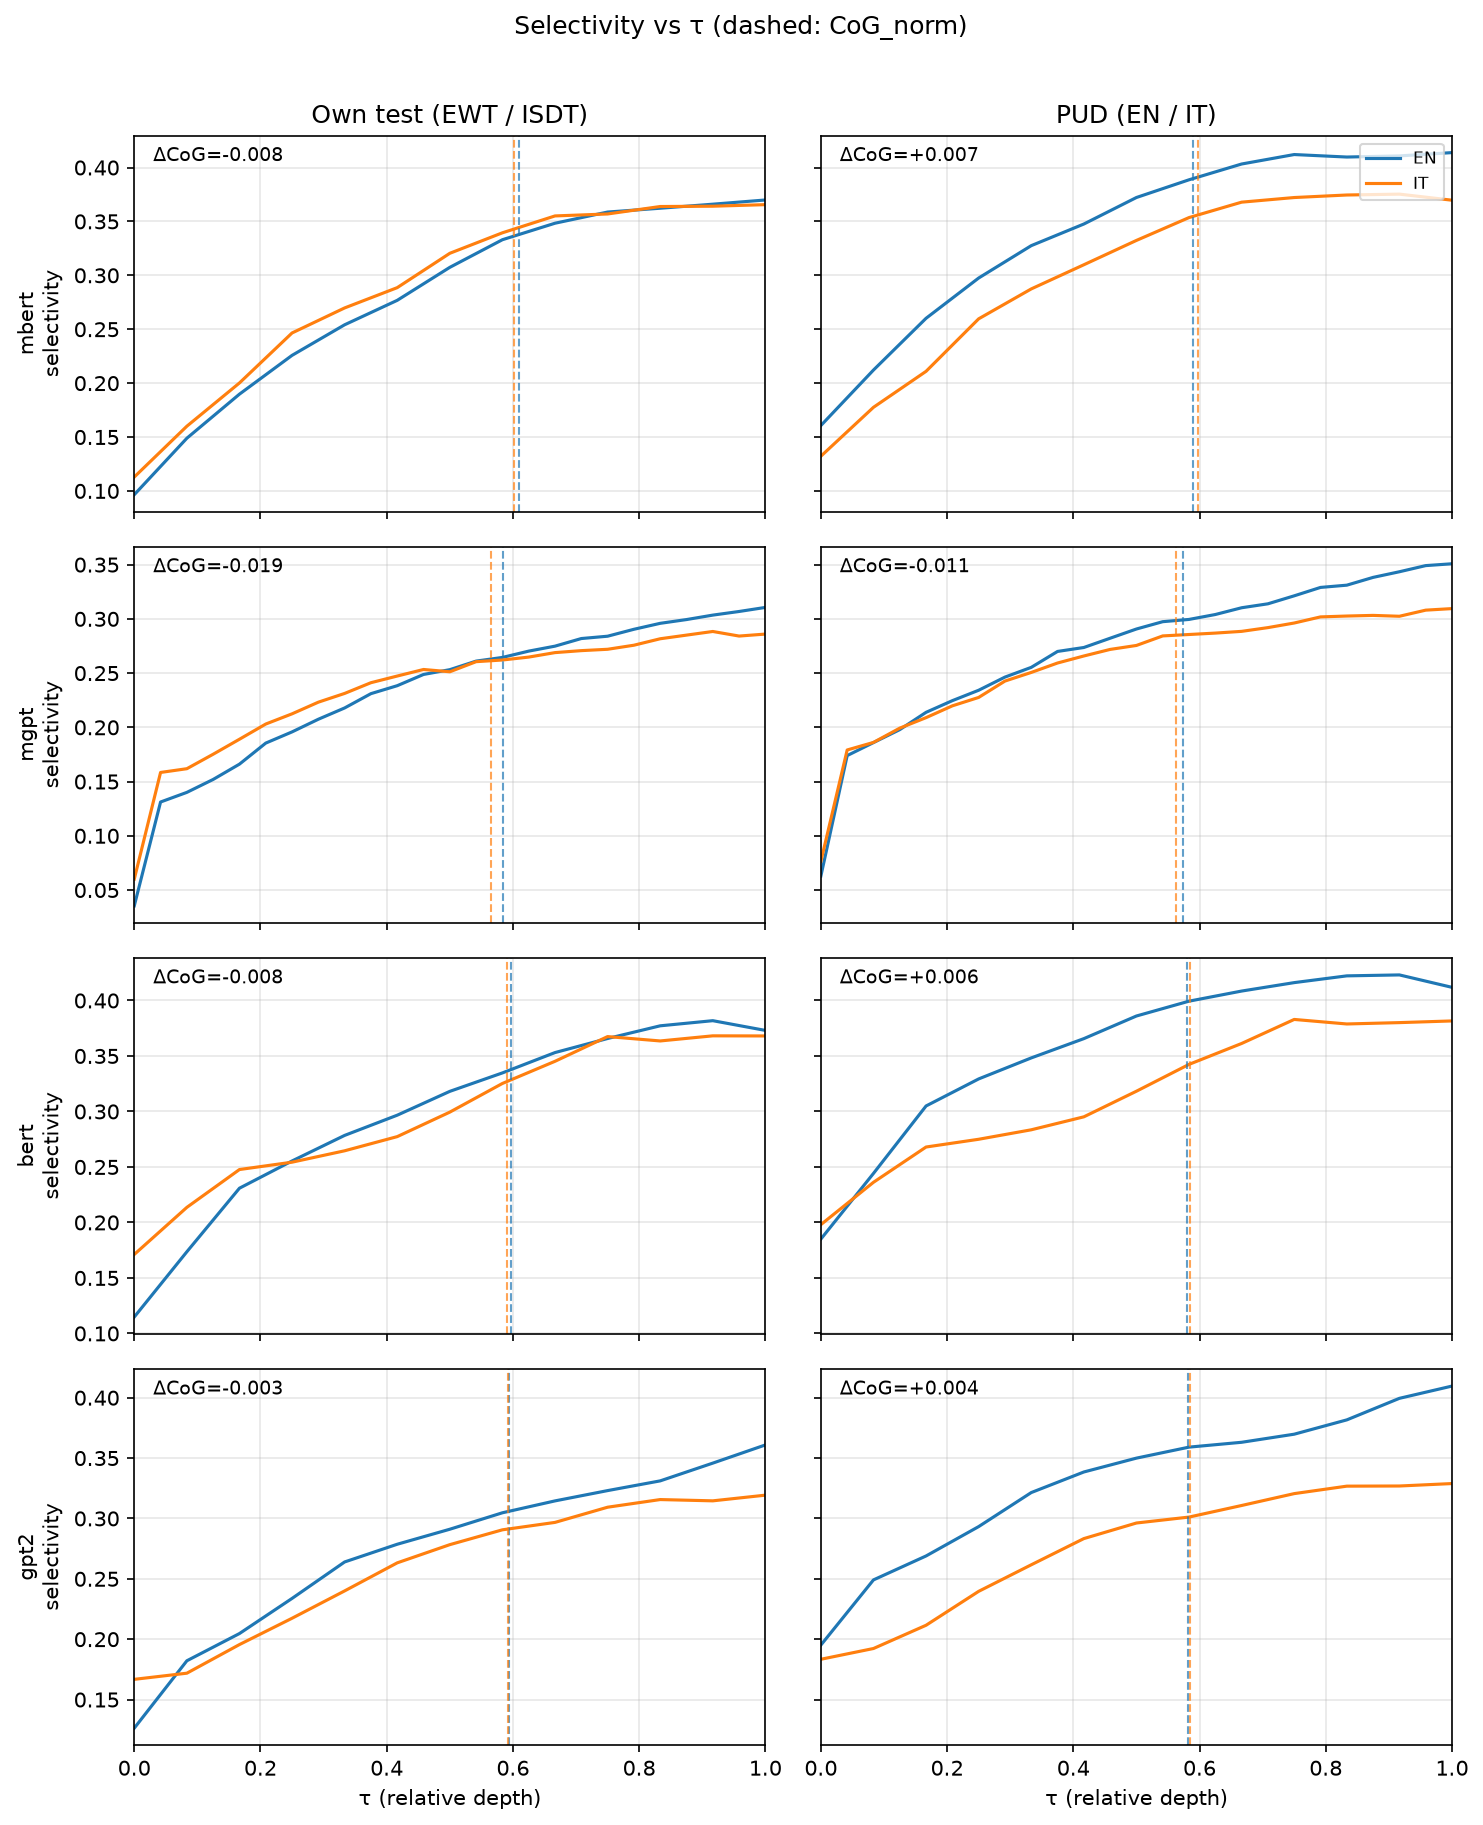 Selectivity vs τ (dashed: CoG_norm)
Own test (EWT / ISDT)
PUD (EN / IT)
ΔCoG=-0.008
0.40
0.35
0.30
0.25
0.20
0.15
0.10
mbert
selectivity
ΔCoG=+0.007
EN
IT
ΔCoG=-0.019
0.35
0.30
0.25
0.20
0.15
0.10
0.05
mgpt
selectivity
ΔCoG=-0.011
ΔCoG=-0.008
0.40
0.35
0.30
0.25
0.20
0.15
0.10
bert
selectivity
ΔCoG=+0.006
ΔCoG=-0.003
0.40
0.35
0.30
0.25
0.20
0.15
gpt2
selectivity
ΔCoG=+0.004
0.0 0.2 0.4 0.6 0.8 1.0
τ (relative depth)
0.0 0.2 0.4 0.6 0.8 1.0
τ (relative depth)